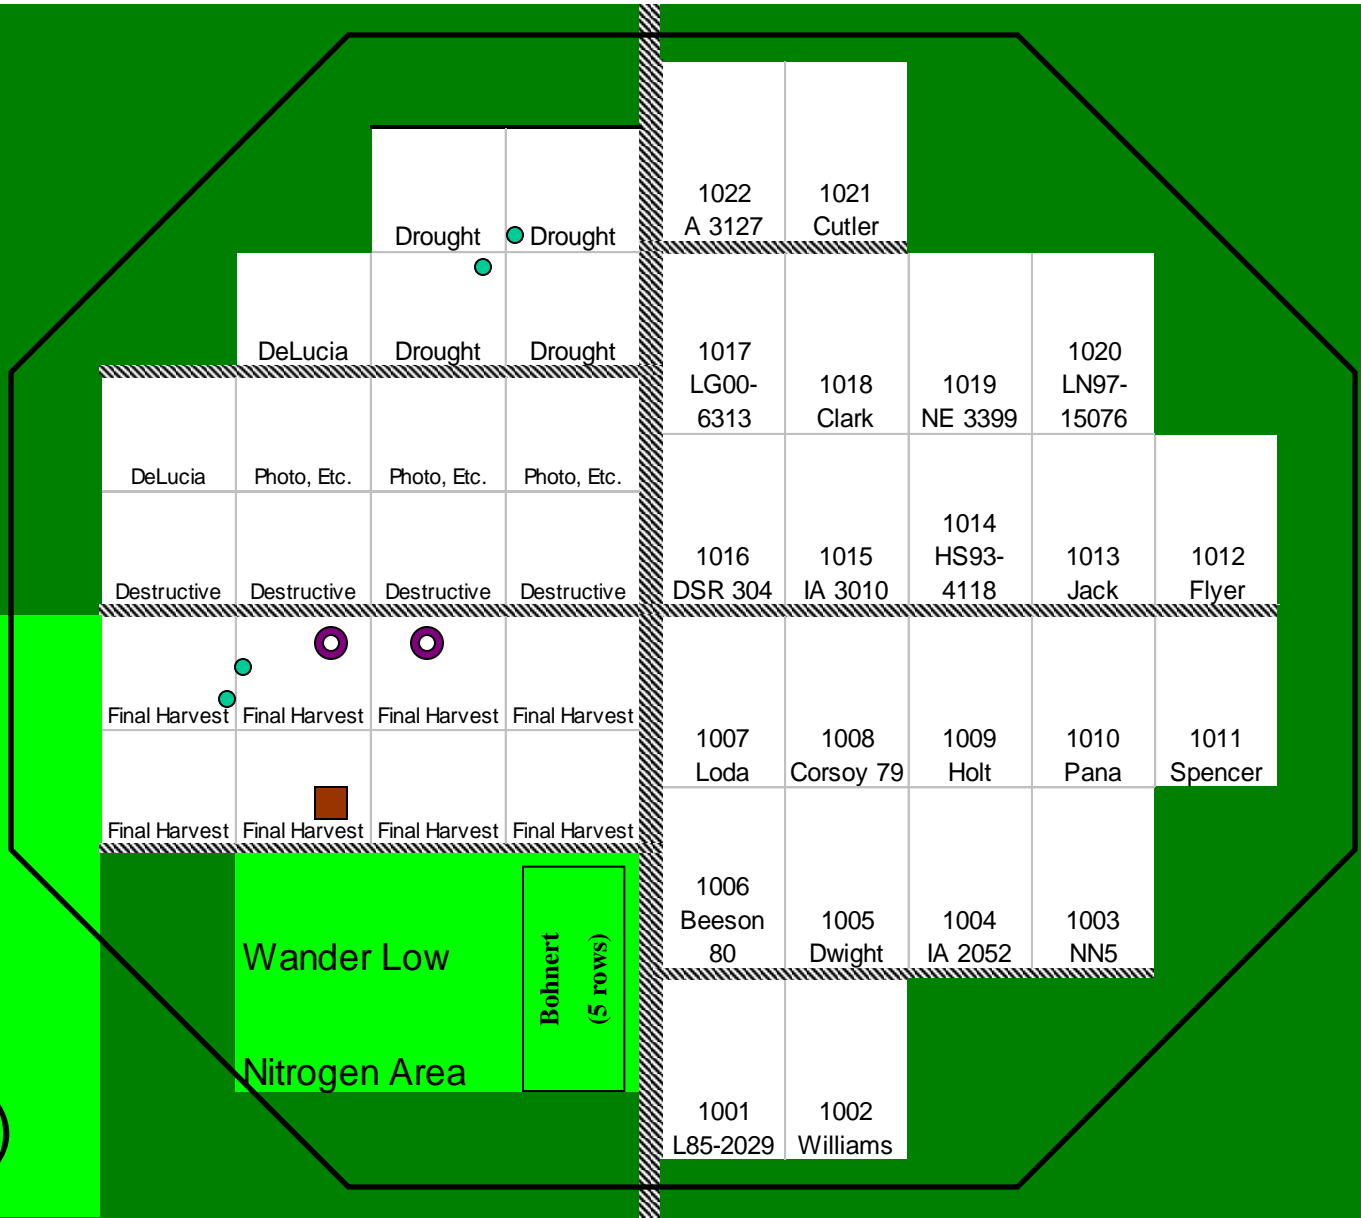 1022
A 3127
1021
Cutler
Drought
Drought
DeLucia
Drought
Drought
1017
LG00-
6313
1018
Clark
1019
NE 3399
1020
LN97-
15076
DeLucia
Photo, Etc.
Photo, Etc.
Photo, Etc.
Destructive
Destructive
Destructive
Destructive
1016
DSR 304
1015
IA 3010
1014
HS93-
4118
1013
Jack
1012
Flyer
Final Harvest
Final Harvest
Final Harvest
Final Harvest
1007
Loda
1008
Corsoy 79
1009
Holt
1010
Pana
1011
Spencer
Final Harvest
Final Harvest
Final Harvest
Final Harvest
1006
Beeson
80
1005
Dwight
1004
IA 2052
1003
NN5
Wander Low
Nitrogen Area
Bohnert
(5 rows)
1001
L85-2029
1002
Williams